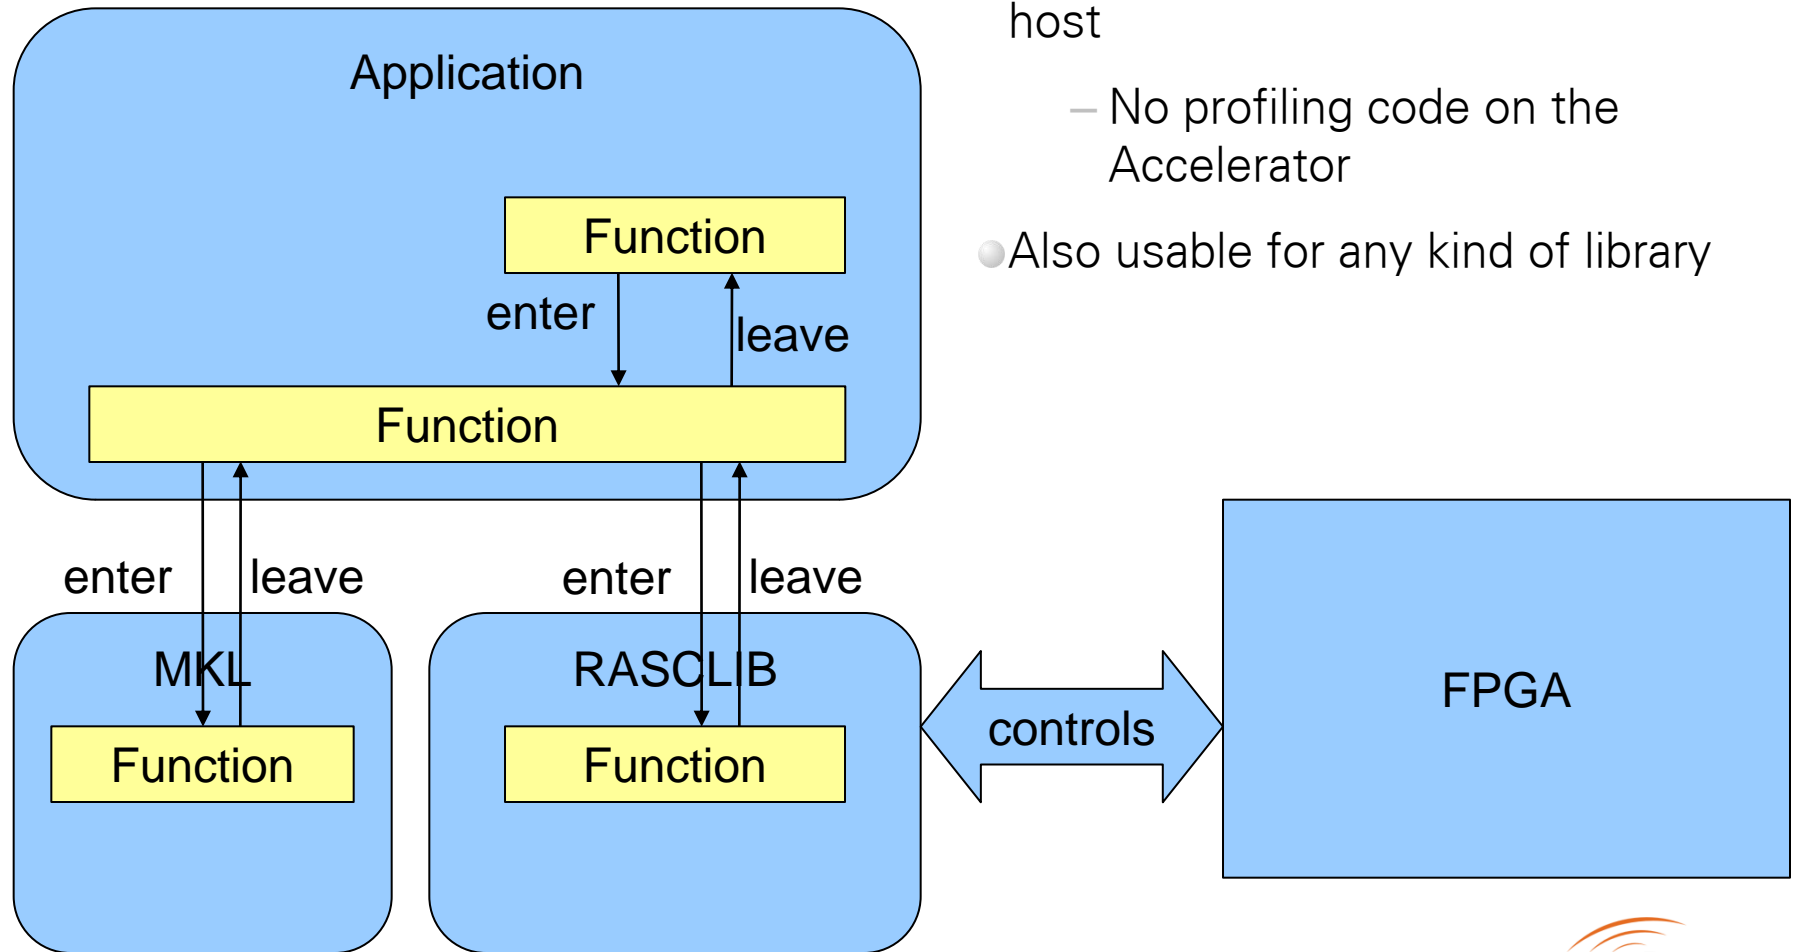 host
– No profiling code on the
Accelerator
Also usable for any kind of library
Application
Function
enter
leave
Function
enter
leave
enter
leave
MKL
RASCLIB
Function
Function
controls
FPGA